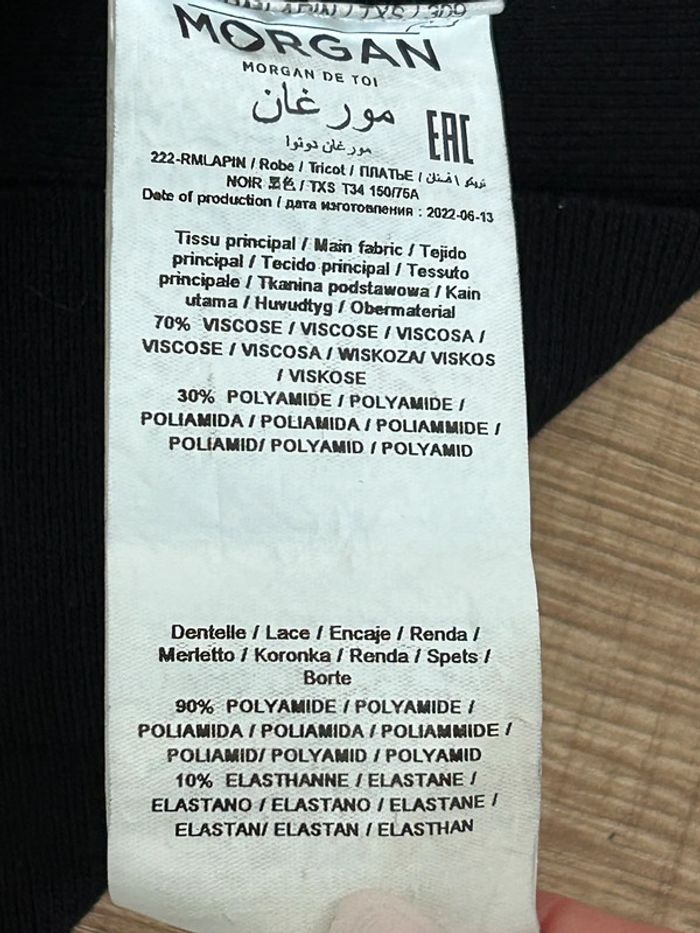 MORGAN
MORGAN DE TOI
مورغان
مورغان دوتوا
EAC
222-RMLAPIN / Robe / Tricot / ПЛАТЬЕ / تريكو \ فستان
NOIR 黑色 / TXS T34 150/76A
Date of production / дата изготовления : 2022-06-13
Tissu principal / Main fabric / Tejido
principal / Tecido principal / Tessuto
principale / Tkanina podstawowa / Kain
utama / Huvudtyg / Obermaterial
70% VISCOSE / VISCOSE / VISCOSA /
VISCOSE / VISCOSA / WISKOZA/ VISKOS
/ VISKOSE
30% POLYAMIDE / POLYAMIDE /
POLIAMIDA / POLIAMIDA / POLIAMMIDE /
POLIAMID/ POLYAMID / POLYAMID
Dentelle / Lace / Encaje / Renda /
Merletto / Koronka / Renda / Spets /
Borte
90% POLYAMIDE / POLYAMIDE /
POLIAMIDA / POLIAMIDA / POLIAMMIDE /
POLIAMID/ POLYAMID / POLYAMID
10% ELASTHANNE / ELASTANE /
ELASTANO / ELASTANO / ELASTANE /
ELASTAN/ ELASTAN / ELASTHAN